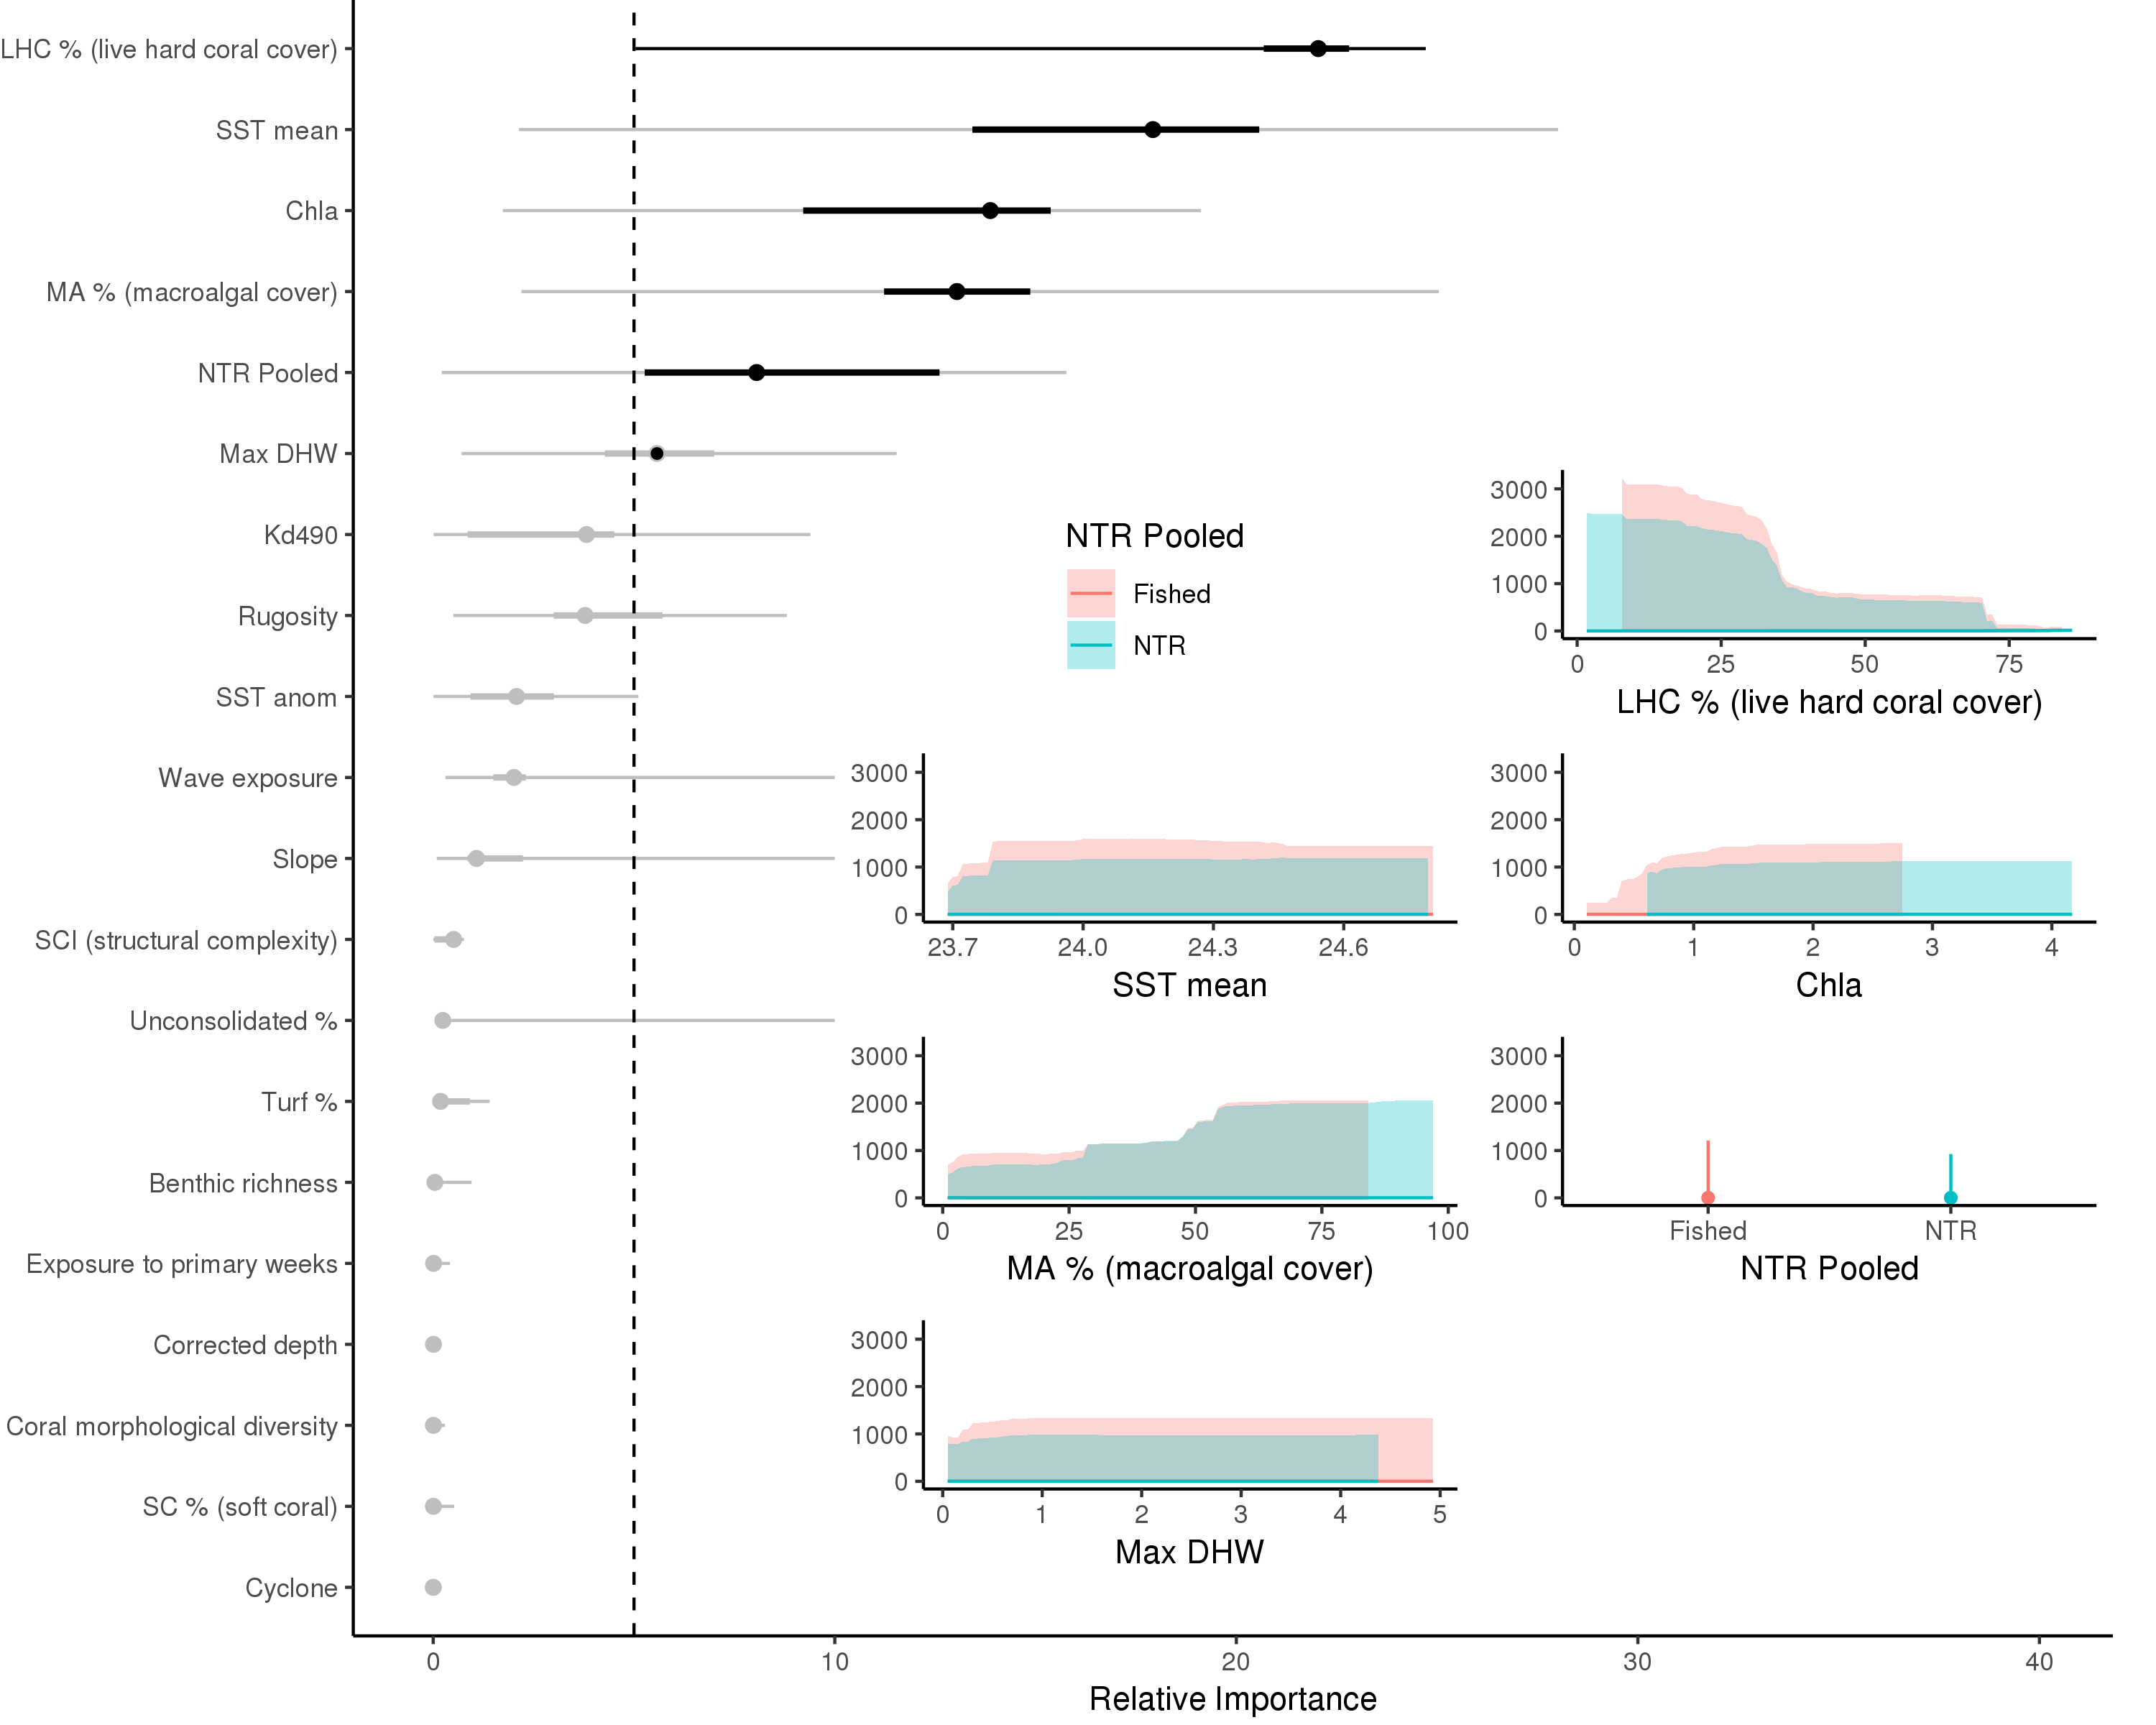 LHC % (live hard coral cover)
SST mean
Chla
MA % (macroalgal cover)
NTR Pooled
Max DHW
Kd490
Rugosity
SST anom
Wave exposure
Slope
SCI (structural complexity)
Unconsolidated %
Turf %
Benthic richness
Exposure to primary weeks
Corrected depth
Coral morphological diversity
SC % (soft coral)
Cyclone
0 10 20 30 40
Relative Importance
NTR Pooled
Fished
NTR
3000
2000
1000
0
0 25 50 75
LHC % (live hard coral cover)
3000
2000
1000
0
23.7 24.0 24.3 24.6
SST mean
3000
2000
1000
0
0 1 2 3 4
Chla
3000
2000
1000
0
0 25 50 75 100
MA % (macroalgal cover)
3000
2000
1000
0
Fished NTR
NTR Pooled
3000
2000
1000
0
0 1 2 3 4 5
Max DHW